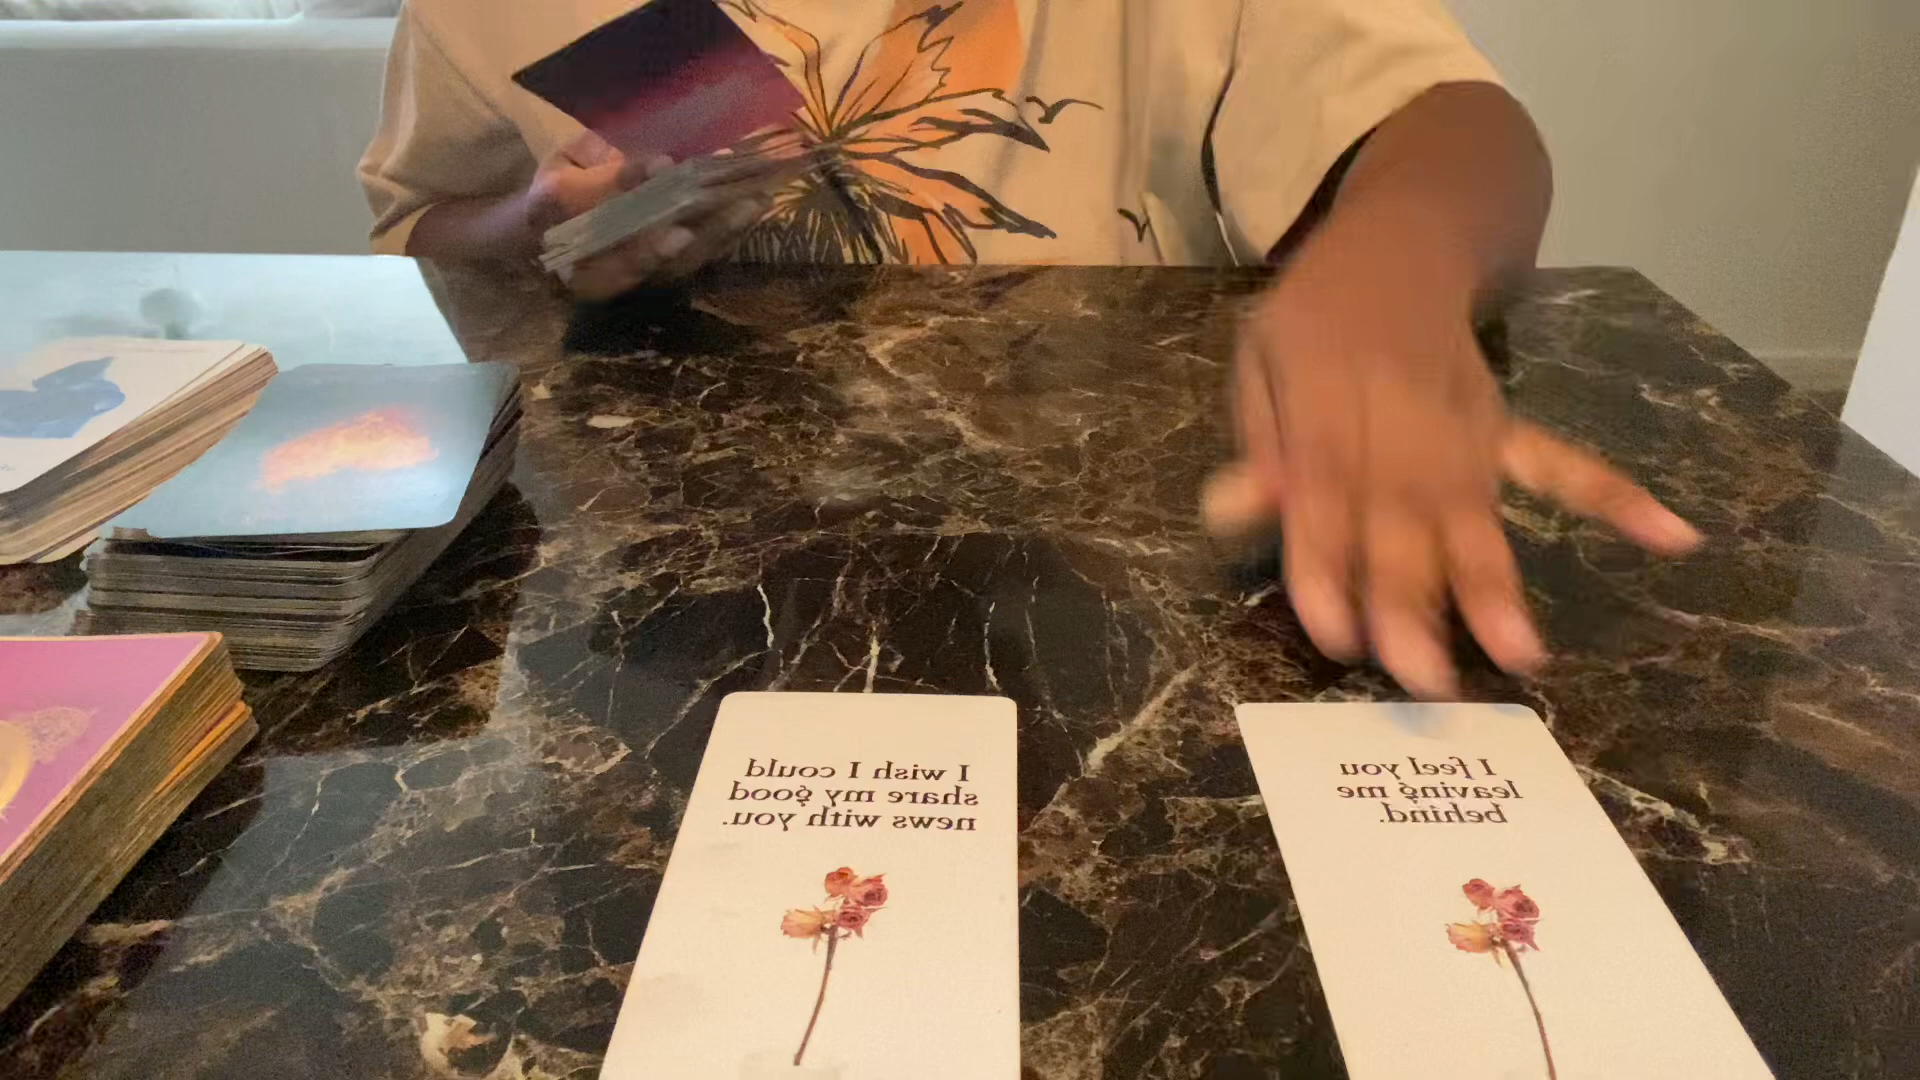 I wish I could
share my good
news with you.
I feel you
leaving me
behind.